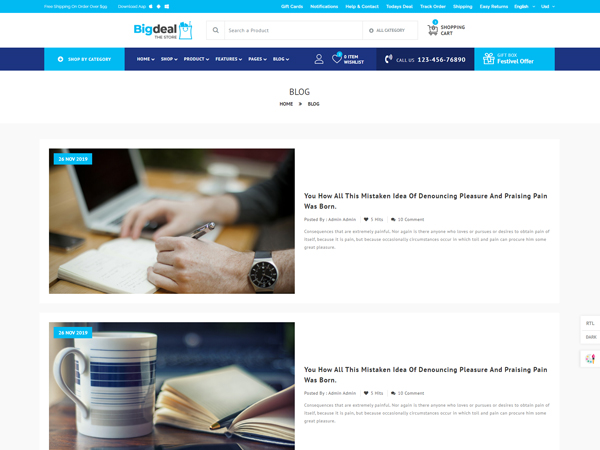 Free Shipping On Order Over $99
Download App
Gift Cards
Notifications
Help & Contact
Todays Deal
Track Order
Shipping
Easy Returns
English
Usd
Bigdeal
THE STORE
Search a Product
ALL CATEGORY
0
SHOPPING
CART
SHOP BY CATEGORY
HOME
SHOP
PRODUCT
FEATURES
PAGES
BLOG
0 ITEM
WISHLIST
CALL US 123-456-76890
GIFT BOX
Festivel Offer
BLOG
HOME » BLOG
26 NOV 2019
You How All This Mistaken Idea Of Denouncing Pleasure And Praising Pain
Was Born.
Posted By : Admin Admin
5 Hits
10 Comment
Consequences that are extremely painful. Nor again is there anyone who loves or pursues or desires to obtain pain of
itself, because it is pain, but because occasionally circumstances occur in which toil and pain can procure him some
great pleasure.
26 NOV 2019
You How All This Mistaken Idea Of Denouncing Pleasure And Praising Pain
Was Born.
Posted By : Admin Admin
5 Hits
10 Comment
Consequences that are extremely painful. Nor again is there anyone who loves or pursues or desires to obtain pain of
itself, because it is pain, but because occasionally circumstances occur in which toil and pain can procure him some
great pleasure.
RTL
DARK